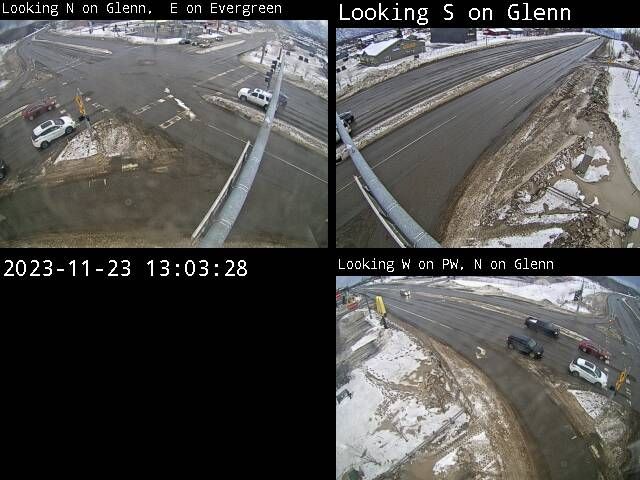 Looking N on Glenn,  E on Evergreen
Looking S on Glenn
2023-11-23 13:03:28
Looking W on PW, N on Glenn